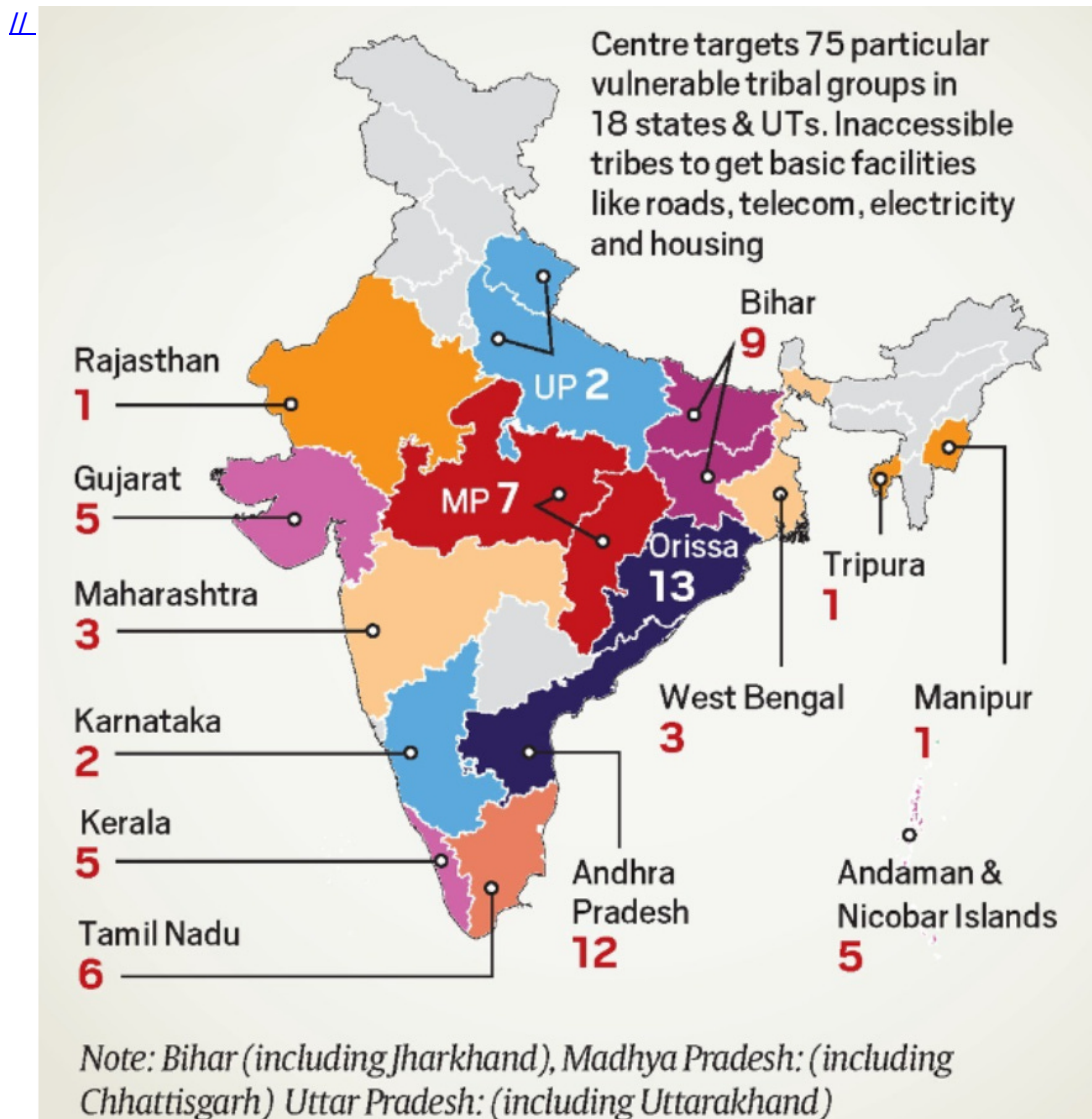 //
Centre targets 75 particular
vulnerable tribal groups in
18 states & UTs. Inaccessible
tribes to get basic facilities
like roads, telecom, electricity
and housing
Bihar
9
Rajasthan
1
UP 2
Gujarat
5
MP 7
Orissa
13
Tripura
1
Maharashtra
3
West Bengal
3
Manipur
1
Karnataka
2
Kerala
5
Andhra
Pradesh
12
Andaman &
Nicobar Islands
5
Tamil Nadu
6
Note: Bihar (including Jharkhand), Madhya Pradesh: (including
Chhattisgarh) Uttar Pradesh: (including Uttarakhand)